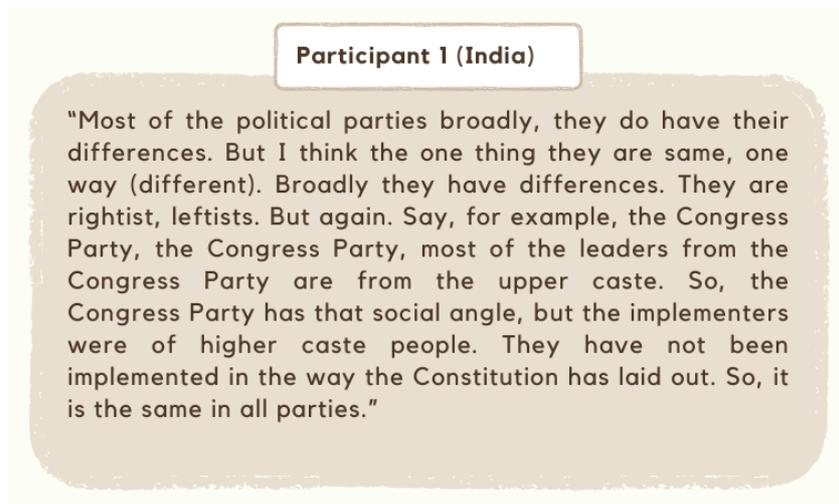 Participant 1 (India)
“Most of the political parties broadly, they do have their
differences. But I think the one thing they are same, one
way (different). Broadly they have differences. They are
rightist, leftists. But again. Say, for example, the Congress
Party, the Congress Party, most of the leaders from the
Congress Party are from the upper caste. So, the
Congress Party has that social angle, but the implementers
were of higher caste people. They have not been
implemented in the way the Constitution has laid out. So, it
is the same in all parties.”